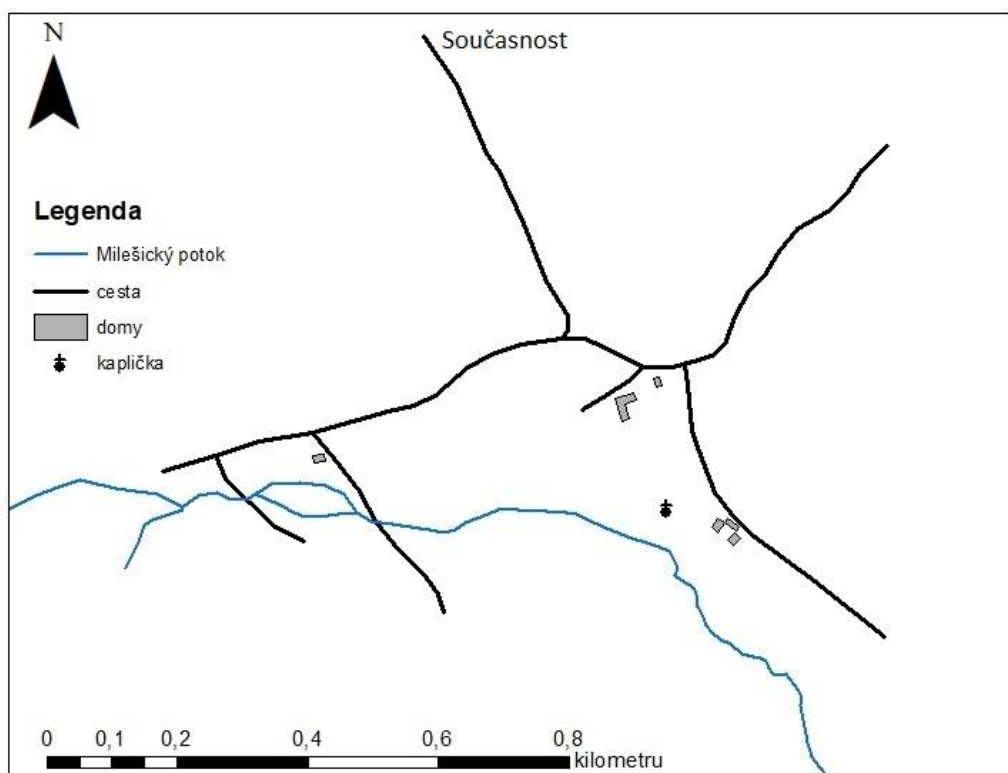 Současnost
N
Legenda
Milešický potok
cesta
domy
kaplička
0 0,1 0,2 0,4 0,6 0,8
kilometru